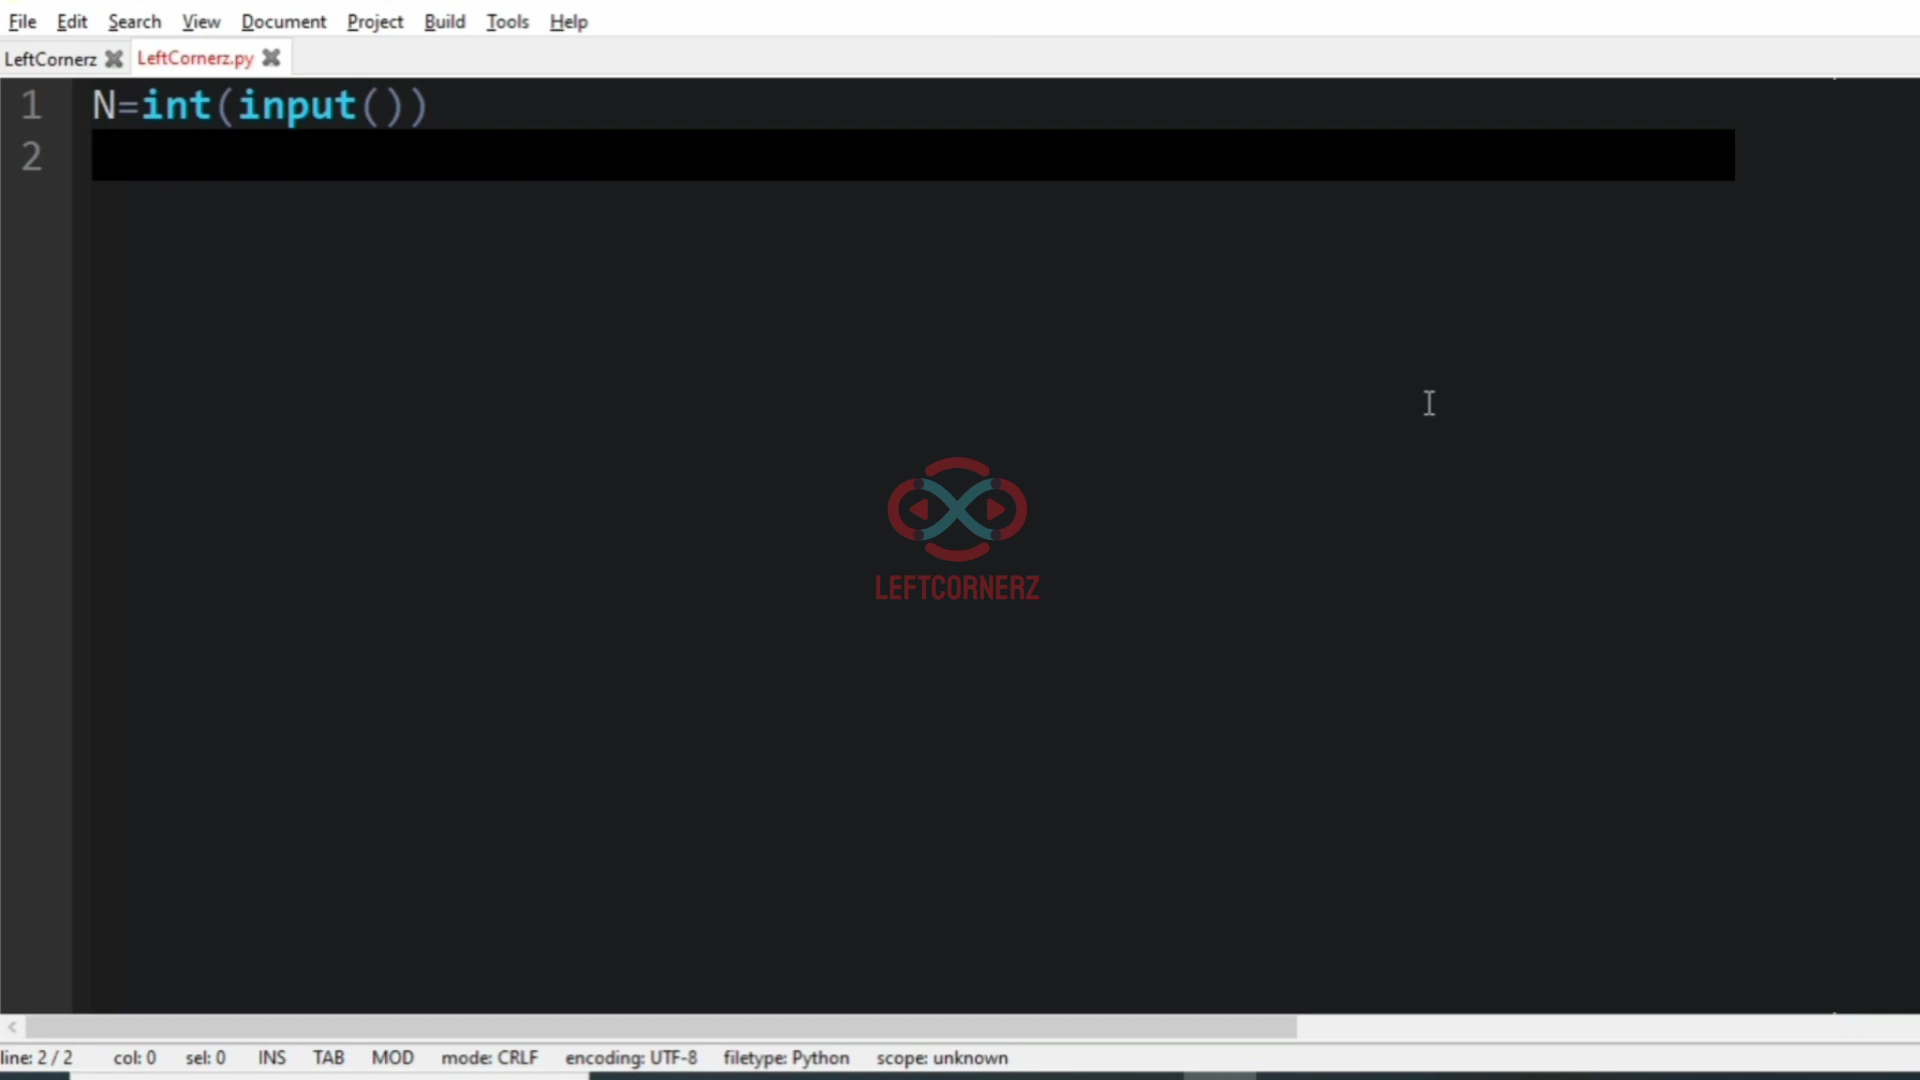 File Edit Search View Document Project Build Tools Help
LeftCornerz LeftCornerz.py
1 N=int(input())
2
LEFTCORNERZ
line: 2 / 2 col: 0 sel: 0 INS TAB MOD mode: CRLF encoding: UTF-8 filetype: Python scope: unknown